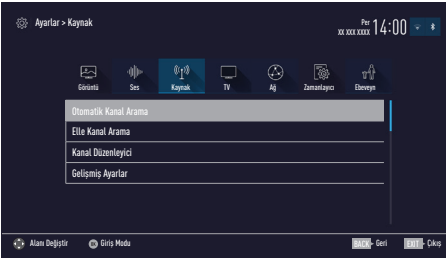 Ayarlar > Kaynak
Per
xx xxx xxxx 14:00
Görüntü Ses Kaynak TV Ağ Zamanlayıcı Ebeveyn
Otomatik Kanal Arama
Elle Kanal Arama
Kanal Düzenleyici
Gelişmiş Ayarlar
Alanı Değiştir OK Giriş Modu BACK - Geri EXIT - Çıkış